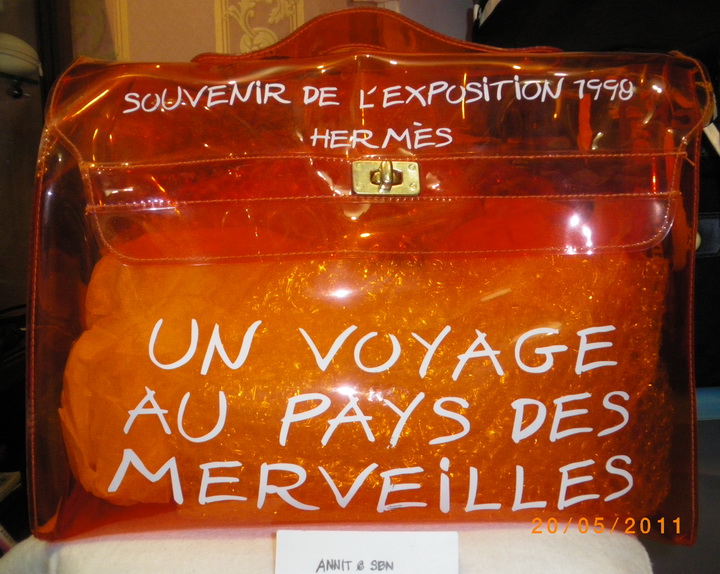 SOUVENIR DE L'EXPOSITION 1998
HERMÈS
UN VOYAGE
AU PAYS DES
MERVEILLES
20/05/2011
ANNIT & SBN